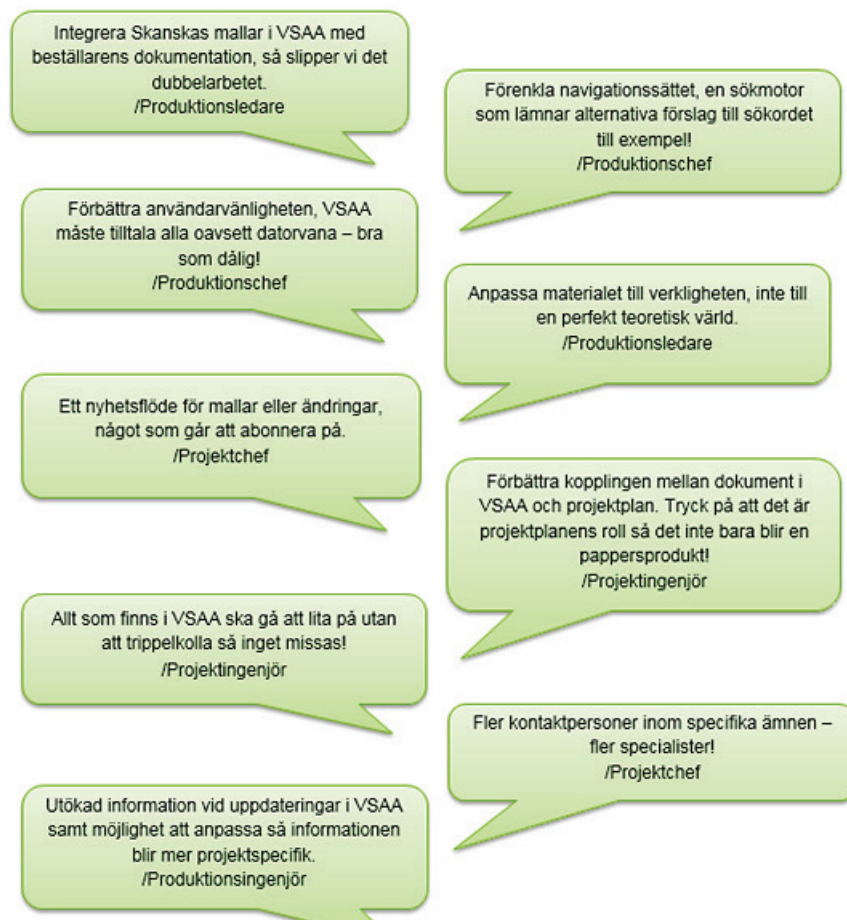 Integrera Skanskas mallar i VSAA med
beställarens dokumentation, så slipper vi det
dubbelarbetet.
/Produktionsledare
Förenkla navigationssättet, en sökmotor
som lämnar alternativa förslag till sökordet
till exempel!
/Produktionschef
Förbättra användarvänligheten, VSAA
måste tilltala alla oavsett datorvana – bra
som dålig!
/Produktionschef
Anpassa materialet till verkligheten, inte till
en perfekt teoretisk värld.
/Produktionsledare
Ett nyhetsflöde för mallar eller ändringar,
något som går att abonnera på.
/Projektchef
Förbättra kopplingen mellan dokument i
VSAA och projektplan. Tryck på att det är
projektplanens roll så det inte bara blir en
pappersprodukt!
/Projektingenjör
Allt som finns i VSAA ska gå att lita på utan
att trippelkolla så inget missas!
/Projektingenjör
Fler kontaktpersoner inom specifika ämnen –
fler specialister!
/Projektchef
Utökad information vid uppdateringar i VSAA
samt möjlighet att anpassa så informationen
blir mer projektspecifik.
/Produktionsingenjör